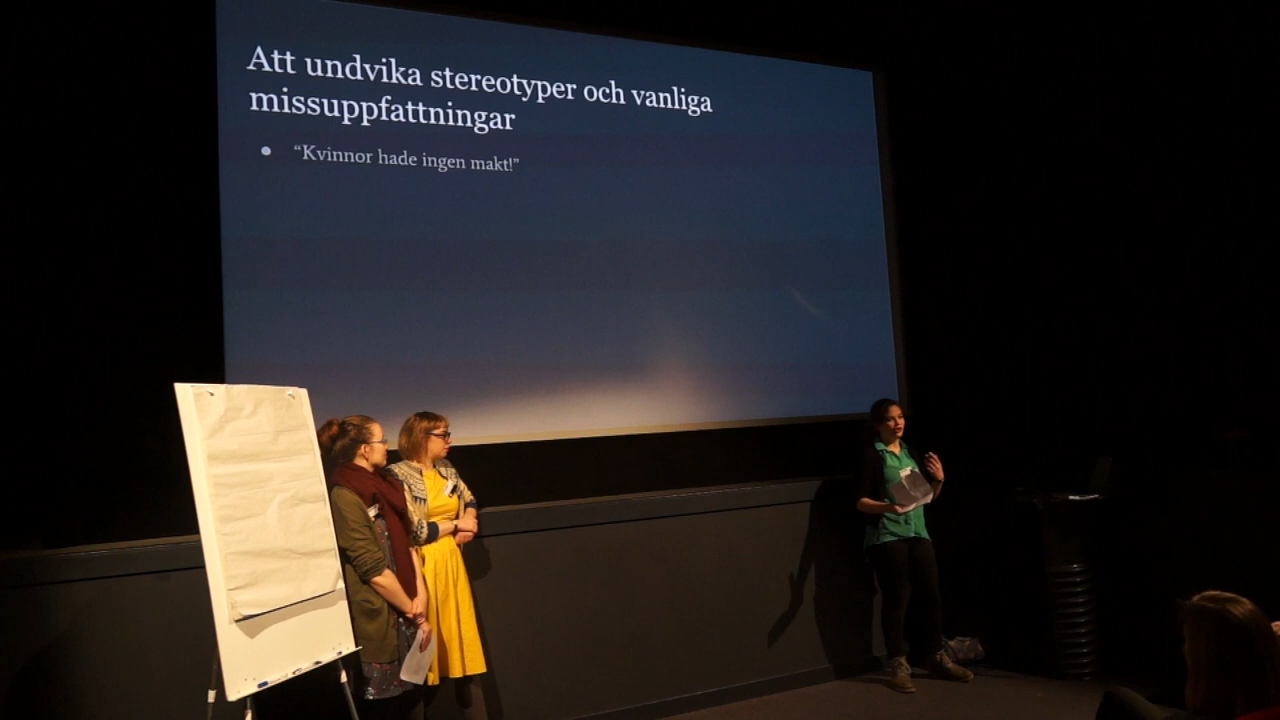 Att undvika stereotyper och vanliga
missuppfattningar
● “Kvinnor hade ingen makt!”